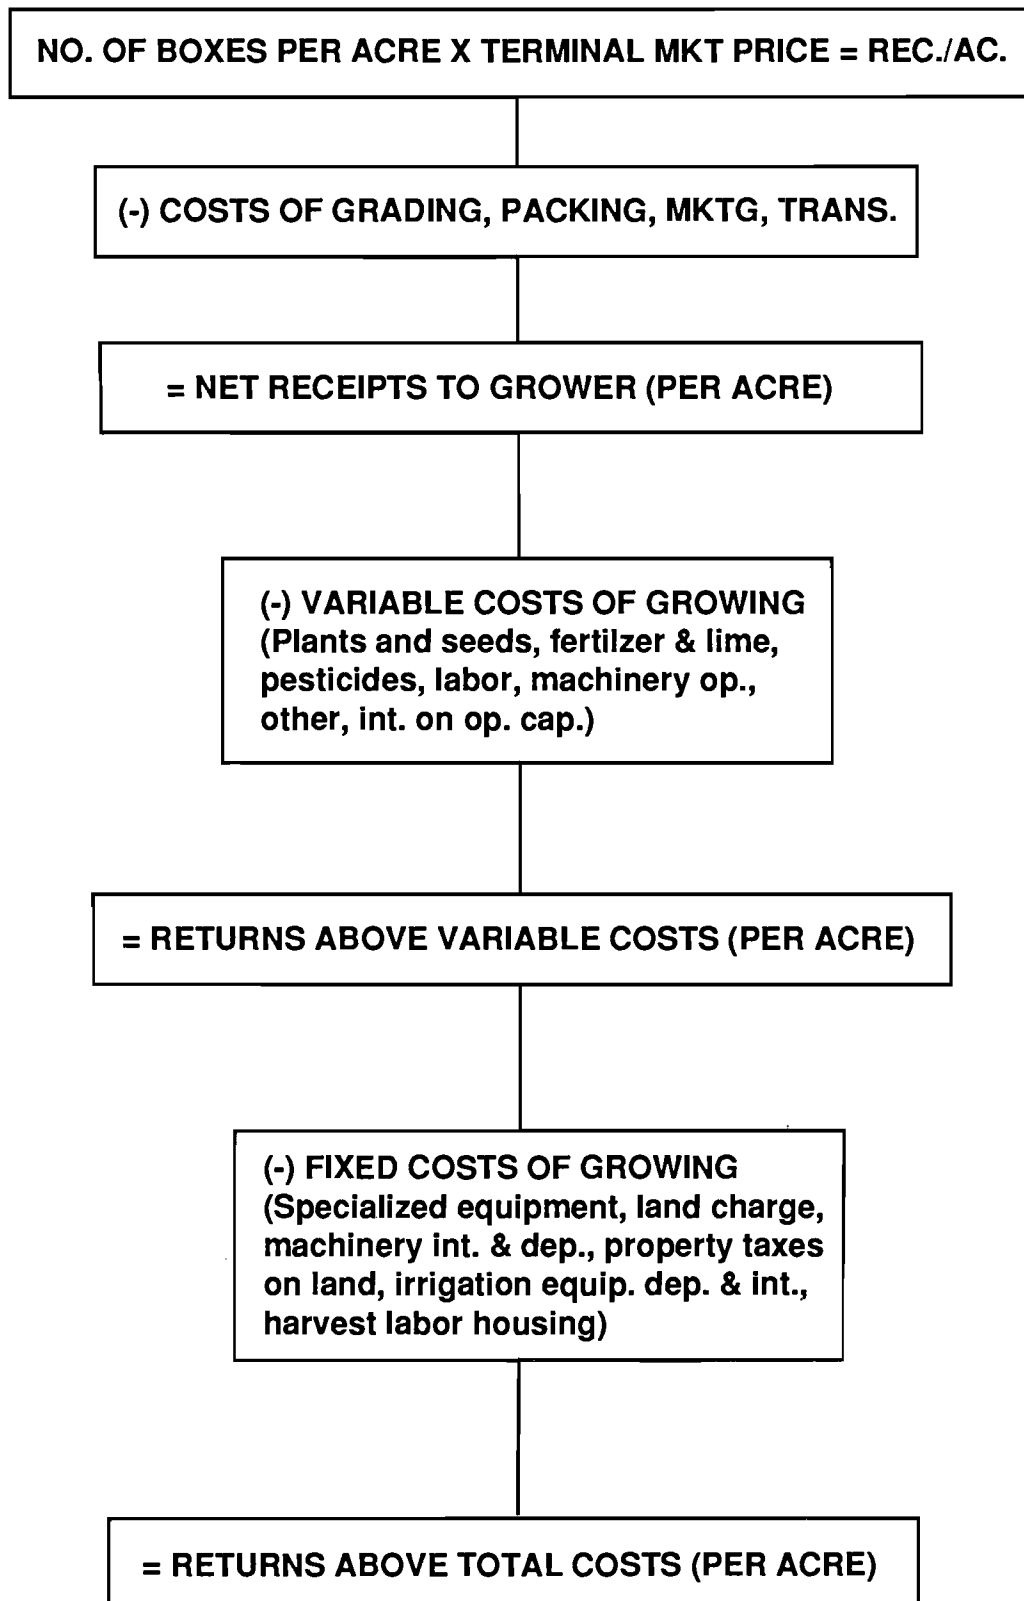 NO. OF BOXES PER ACRE X TERMINAL MKT PRICE = REC./AC.
(-) COSTS OF GRADING, PACKING, MKTG, TRANS.
= NET RECEIPTS TO GROWER (PER ACRE)
(-) VARIABLE COSTS OF GROWING
(Plants and seeds, fertilzer & lime,
pesticides, labor, machinery op.,
other, int. on op. cap.)
= RETURNS ABOVE VARIABLE COSTS (PER ACRE)
(-) FIXED COSTS OF GROWING
(Specialized equipment, land charge,
machinery int. & dep., property taxes
on land, irrigation equip. dep. & int.,
harvest labor housing)
= RETURNS ABOVE TOTAL COSTS (PER ACRE)